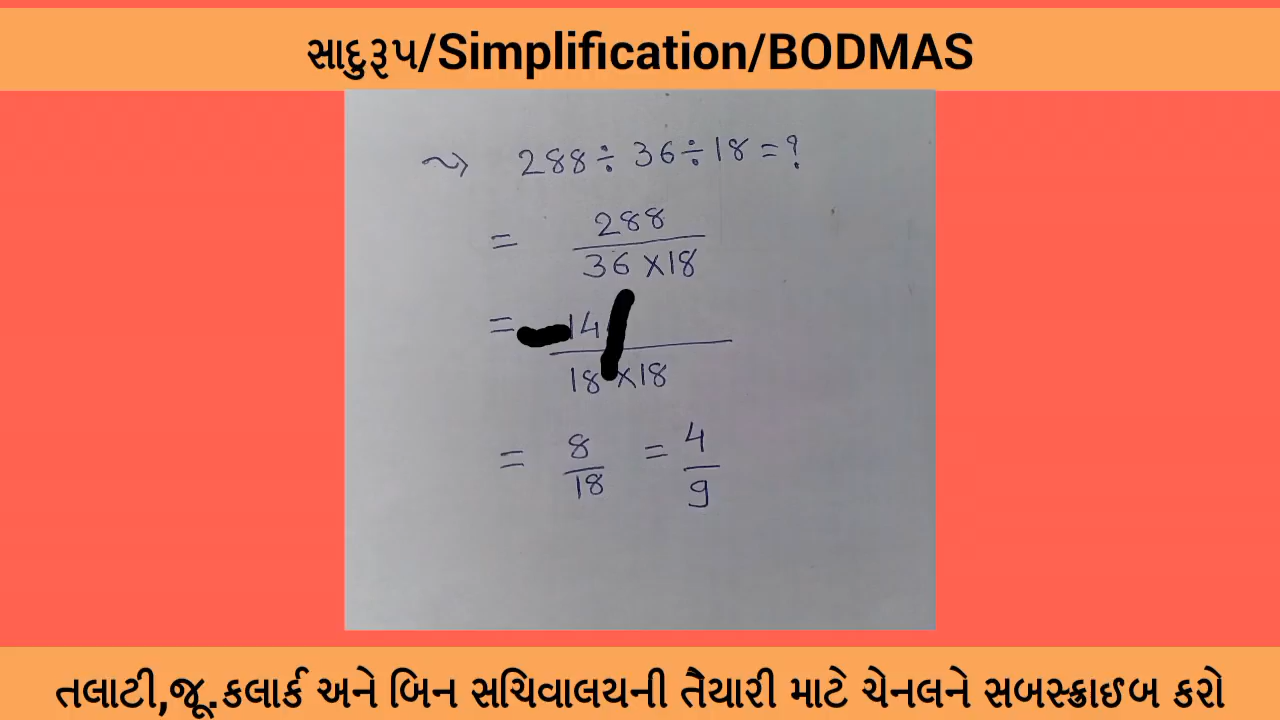 સાદુરૂપ/Simplification/BODMAS
~> 288 ÷ 36 ÷ 18 = ?
= 288
36 × 18
= 14
18 × 18
= 8/18 = 4/9
તલાટી,જૂ.કલાર્ક અને બિન સચિવાલયની તૈયારી માટે ચેનલને સબસ્ક્રાઇબ કરો